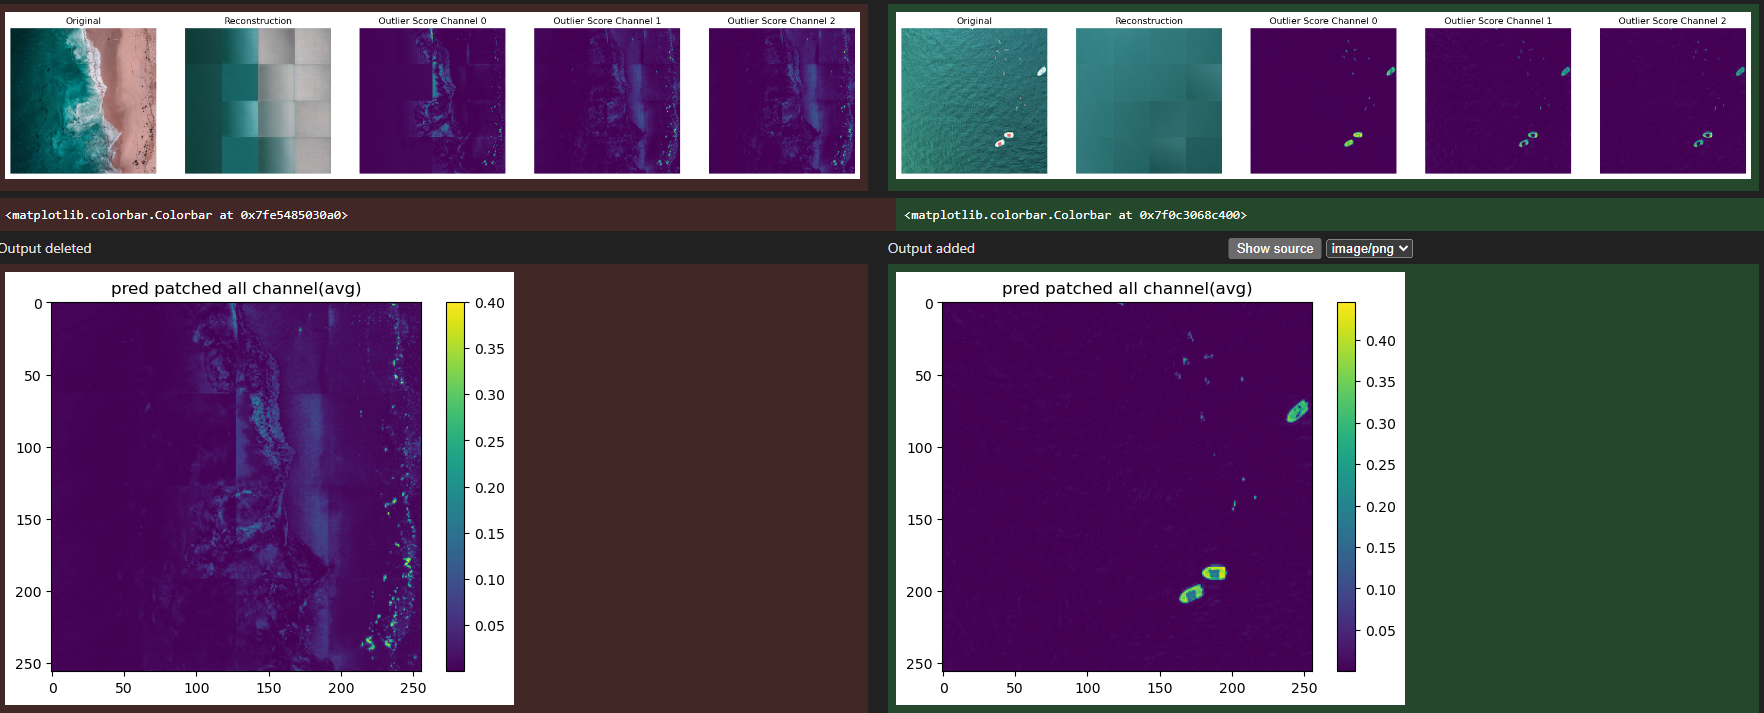 Original Reconstruction Outlier Score Channel 0 Outlier Score Channel 1 Outlier Score Channel 2
Original Reconstruction Outlier Score Channel 0 Outlier Score Channel 1 Outlier Score Channel 2
<matplotlib.colorbar.Colorbar at 0x7fe5485030a0>
<matplotlib.colorbar.Colorbar at 0x7f0c3068c400>
Output deleted
Output added
Show source
image/png
pred patched all channel(avg)
0
50
100
150
200
250
0 50 100 150 200 250
0.40
0.35
0.30
0.25
0.20
0.15
0.10
0.05
pred patched all channel(avg)
0
50
100
150
200
250
0 50 100 150 200 250
0.40
0.35
0.30
0.25
0.20
0.15
0.10
0.05